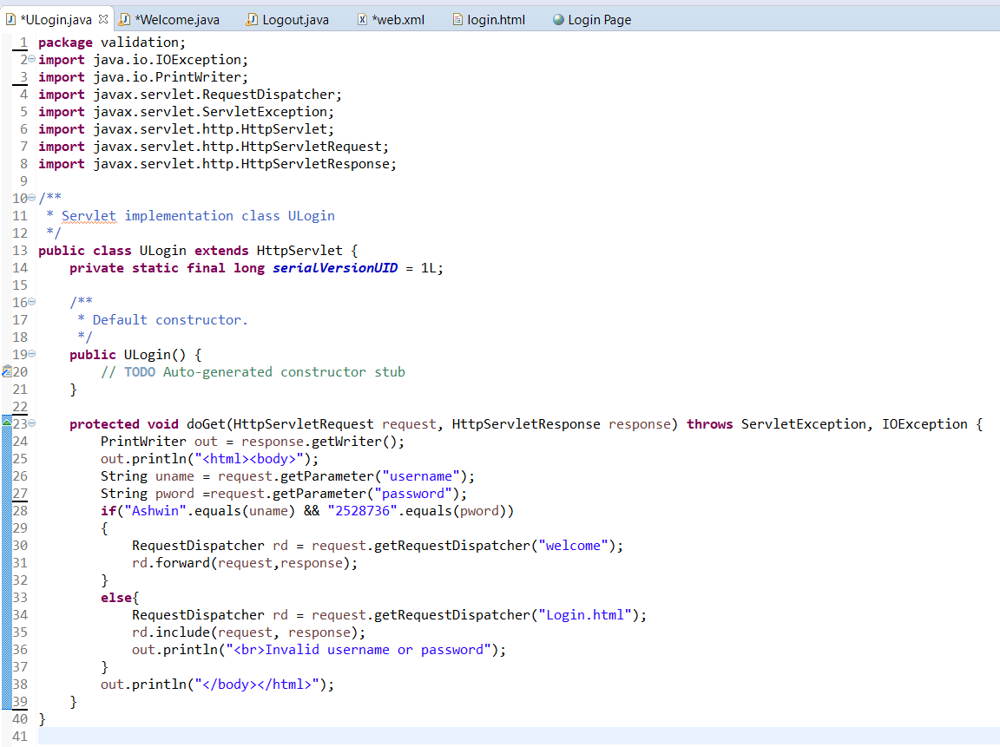 *ULogin.java *Welcome.java Logout.java *web.xml login.html Login Page
1 package validation;
2 import java.io.IOException;
3 import java.io.PrintWriter;
4 import javax.servlet.RequestDispatcher;
5 import javax.servlet.ServletException;
6 import javax.servlet.http.HttpServlet;
7 import javax.servlet.http.HttpServletRequest;
8 import javax.servlet.http.HttpServletResponse;
9
10 /**
11  * Servlet implementation class ULogin
12  */
13 public class ULogin extends HttpServlet {
14     private static final long serialVersionUID = 1L;
15
16     /**
17      * Default constructor.
18      */
19     public ULogin() {
20         // TODO Auto-generated constructor stub
21     }
22
23     protected void doGet(HttpServletRequest request, HttpServletResponse response) throws ServletException, IOException {
24         PrintWriter out = response.getWriter();
25         out.println("<html><body>");
26         String uname = request.getParameter("username");
27         String pword =request.getParameter("password");
28         if("Ashwin".equals(uname) && "2528736".equals(pword))
29         {
30             RequestDispatcher rd = request.getRequestDispatcher("welcome");
31             rd.forward(request,response);
32         }
33         else{
34             RequestDispatcher rd = request.getRequestDispatcher("Login.html");
35             rd.include(request, response);
36             out.println("<br>Invalid username or password");
37         }
38         out.println("</body></html>");
39     }
40 }
41